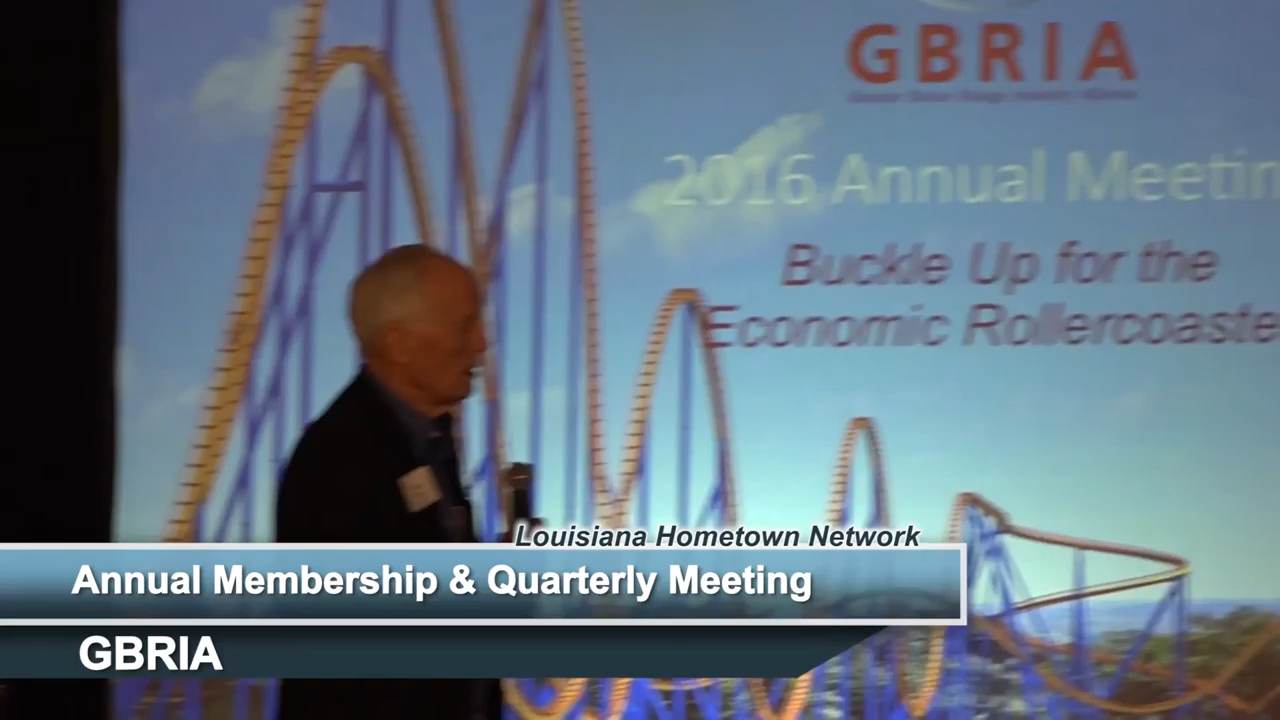 GBRIA
2016 Annual Meetin
Buckle Up for the
Economic Rollercoaste
Louisiana Hometown Network
Annual Membership & Quarterly Meeting
GBRIA